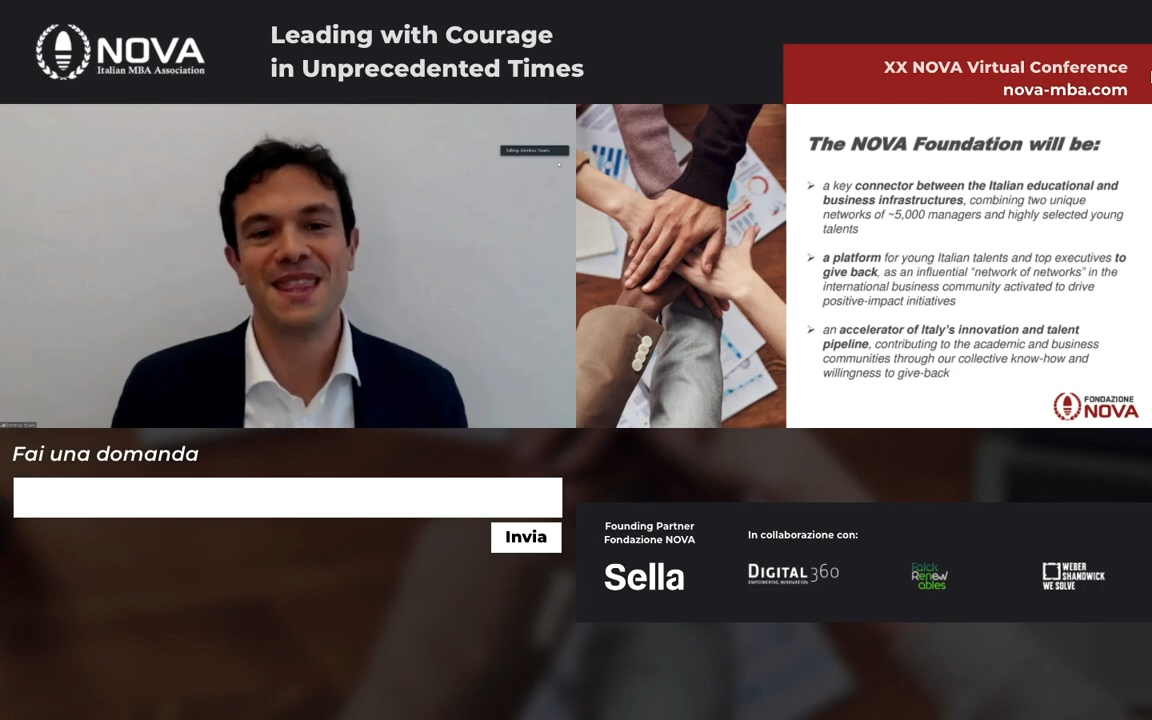 NOVA
Italian MBA Association
Leading with Courage
in Unprecedented Times
XX NOVA Virtual Conference
nova-mba.com
The NOVA Foundation will be:
➢ a key connector between the Italian educational and
business infrastructures, combining two unique
networks of ~5,000 managers and highly selected young
talents
➢ a platform for young Italian talents and top executives to
give back, as an influential “network of networks” in the
international business community activated to drive
positive-impact initiatives
➢ an accelerator of Italy's innovation and talent
pipeline, contributing to the academic and business
communities through our collective know-how and
willingness to give-back
FONDAZIONE
NOVA
Fai una domanda
Invia
Founding Partner
Fondazione NOVA
Sella
In collaborazione con:
DIGITAL360
EMPOWERING INNOVATION
Falck
Renew
ables
WEBER
SHANDWICK
WE SOLVE